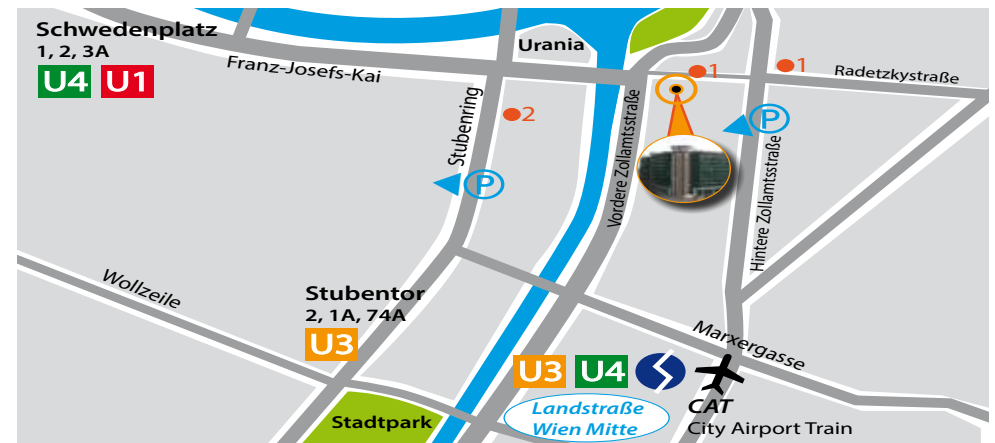 Schwedenplatz
1, 2, 3A
U4 U1
Franz-Josefs-Kai
Urania
1
1
Radetzkystraße
2
Stubenring
P
P
Vordere Zollamtsstraße
Hintere Zollamtsstraße
Wollzeile
Stubentor
2, 1A, 74A
U3
Marxergasse
U3 U4
Landstraße
Wien Mitte
CAT
City Airport Train
Stadtpark